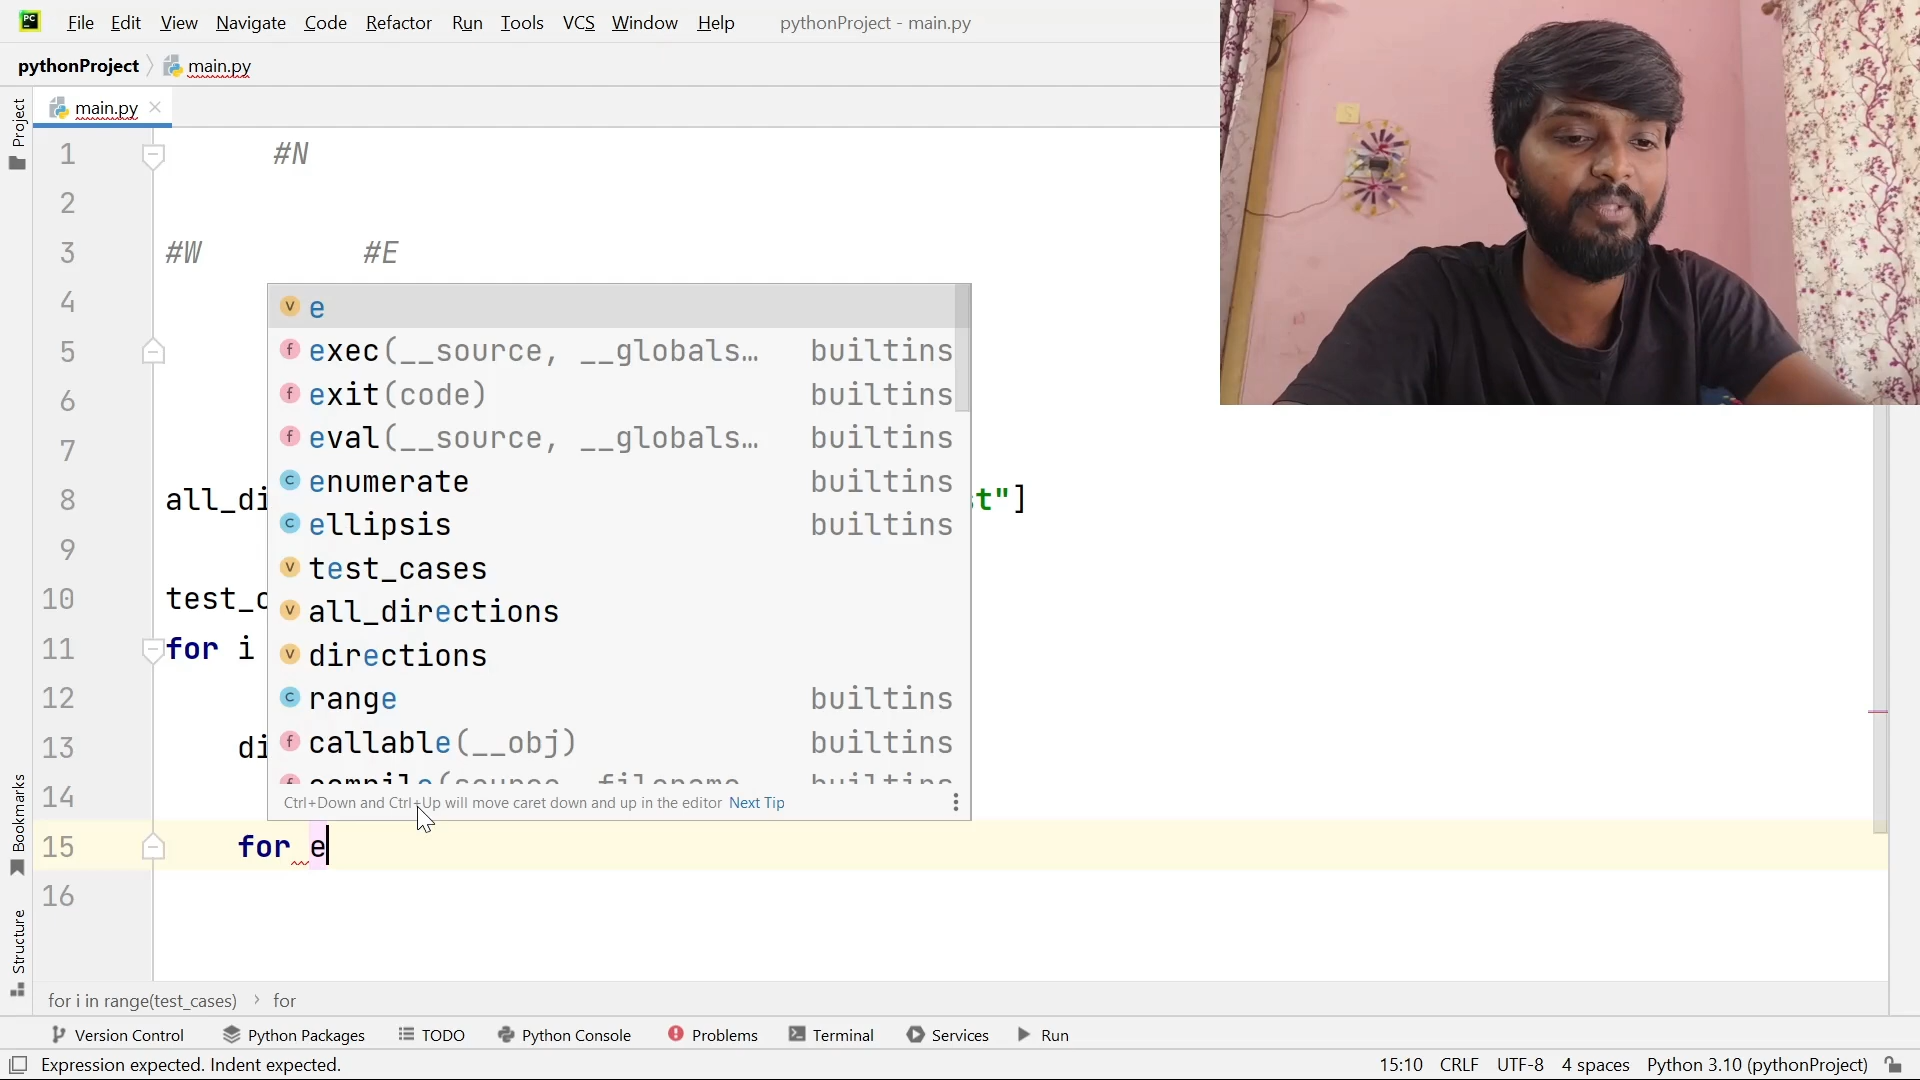 File Edit View Navigate Code Refactor Run Tools VCS Window Help pythonProject - main.py
pythonProject main.py
Project
main.py
1 #N
2
3 #W #E
4
5
6
7
8 all_di t"]
9
10 test_c
11 for i
12
13 di
14
15 for e
16
e
exec(__source, __globals… builtins
exit(code) builtins
eval(__source, __globals… builtins
enumerate builtins
ellipsis builtins
test_cases
all_directions
directions
range builtins
callable(__obj) builtins
compile(source, filename builtins
Ctrl+Down and Ctrl+Up will move caret down and up in the editor Next Tip
Bookmarks
Structure
for i in range(test_cases) › for
Version Control Python Packages TODO Python Console Problems Terminal Services Run
Expression expected. Indent expected. 15:10 CRLF UTF-8 4 spaces Python 3.10 (pythonProject)